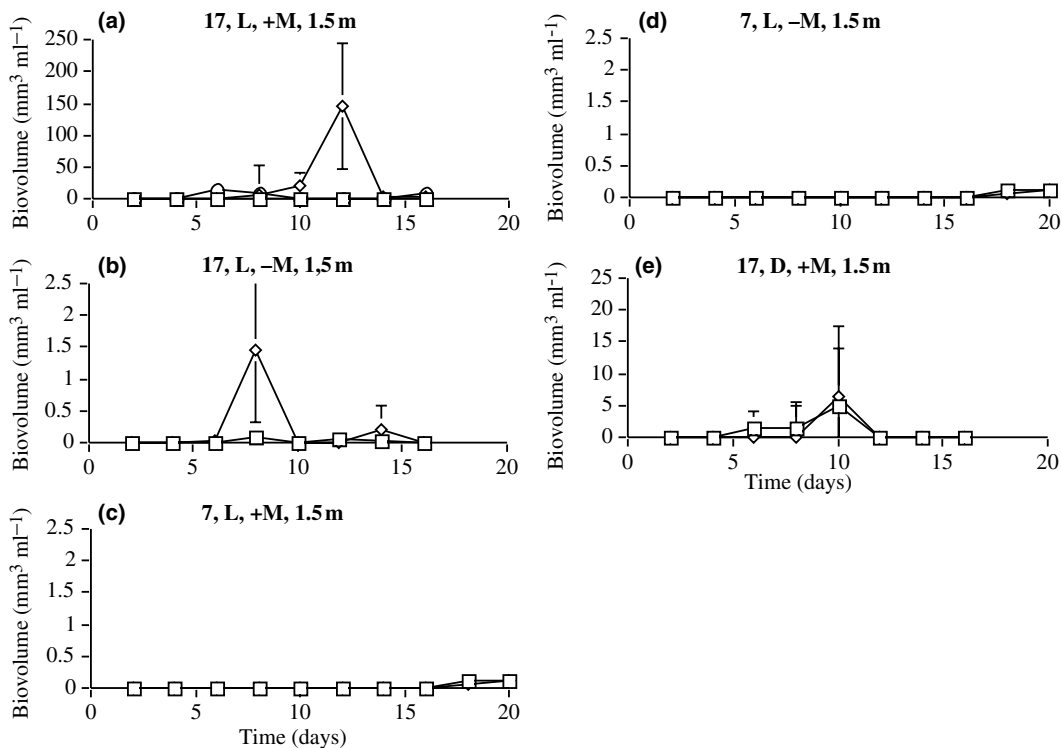 (a) 17, L, +M, 1.5 m
Biovolume (mm³ ml⁻¹)
250
200
150
100
50
0
0 5 10 15 20
(b) 17, L, –M, 1,5 m
Biovolume (mm³ ml⁻¹)
2.5
2
1.5
1
0.5
0
0 5 10 15 20
(c) 7, L, +M, 1.5 m
Biovolume (mm³ ml⁻¹)
2.5
2
1.5
1
0.5
0
0 5 10 15 20
Time (days)
(d) 7, L, –M, 1.5 m
Biovolume (mm³ ml⁻¹)
2.5
2
1.5
1
0.5
0
0 5 10 15 20
(e) 17, D, +M, 1.5 m
Biovolume (mm³ ml⁻¹)
25
20
15
10
5
0
0 5 10 15 20
Time (days)